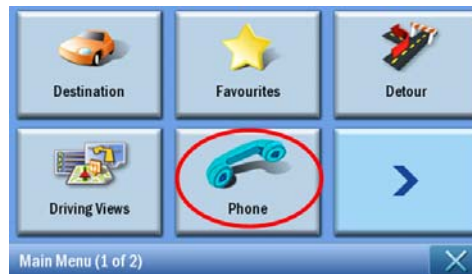 Destination
Favourites
Detour
Driving Views
Phone
Main Menu (1 of 2)